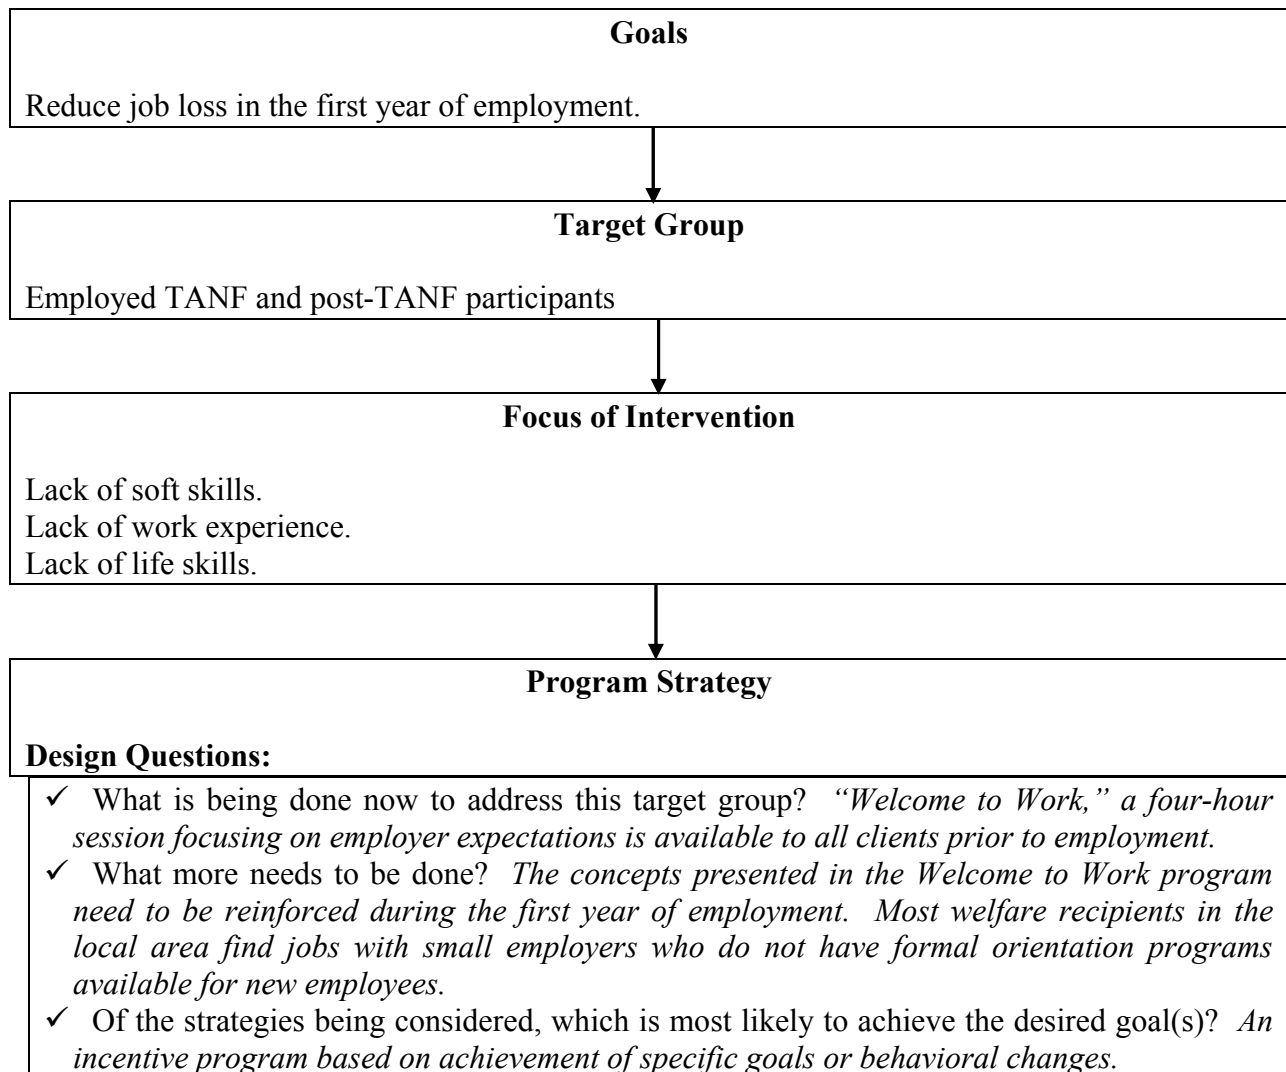 Goals
Reduce job loss in the first year of employment.
Target Group
Employed TANF and post-TANF participants
Focus of Intervention
Lack of soft skills.
Lack of work experience.
Lack of life skills.
Program Strategy
Design Questions:
✓ What is being done now to address this target group? “Welcome to Work,” a four-hour
session focusing on employer expectations is available to all clients prior to employment.
✓ What more needs to be done? The concepts presented in the Welcome to Work program
need to be reinforced during the first year of employment. Most welfare recipients in the
local area find jobs with small employers who do not have formal orientation programs
available for new employees.
✓ Of the strategies being considered, which is most likely to achieve the desired goal(s)? An
incentive program based on achievement of specific goals or behavioral changes.